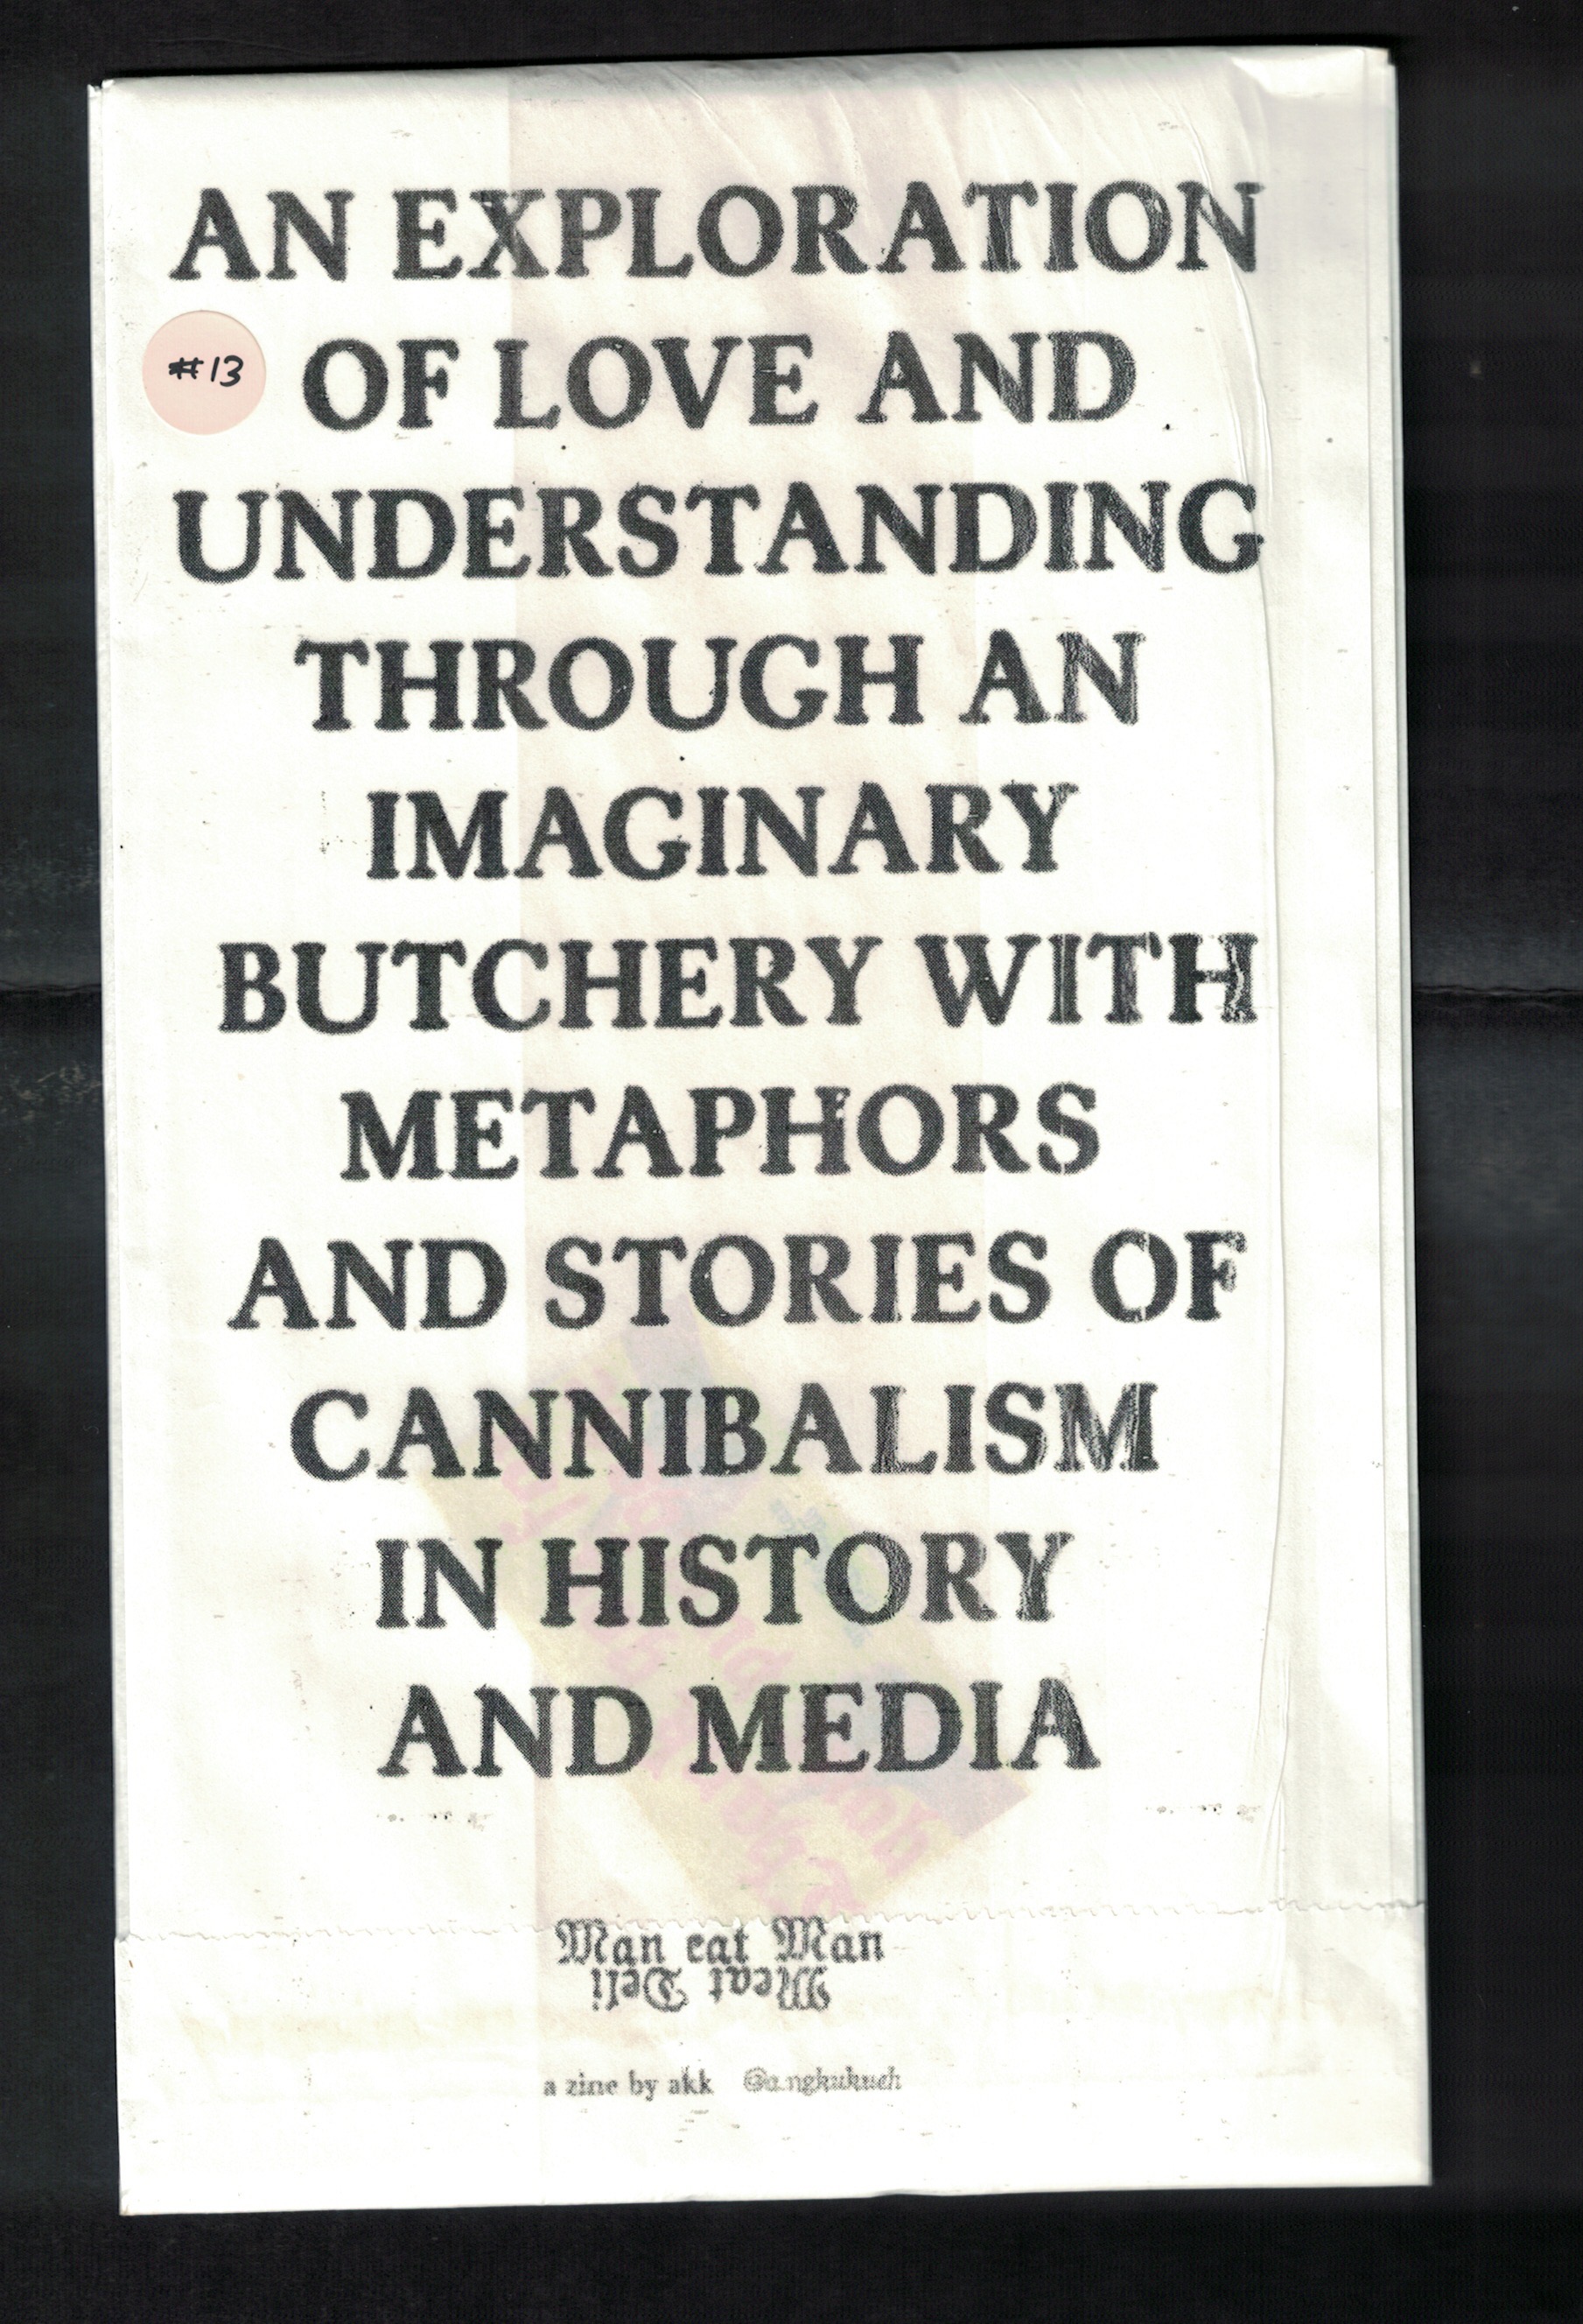 AN EXPLORATION
#13
OF LOVE AND
UNDERSTANDING
THROUGH AN
IMAGINARY
BUTCHERY WITH
METAPHORS
AND STORIES OF
CANNIBALISM
IN HISTORY
AND MEDIA
Man eat Man
Meat Deli
a zine by akk @a.ngkukueh